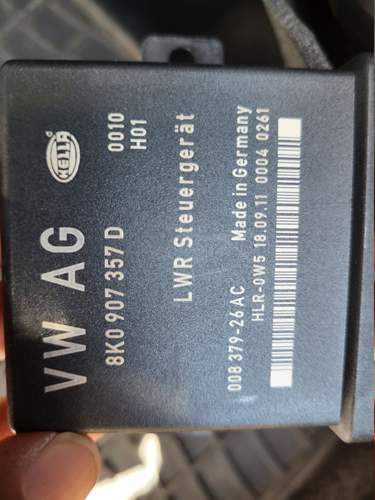 VW AG
HELLA
8K0 907 357 D
0010
H01
LWR Steuergerät
008 379-26 AC Made in Germany
HLR-0W5 18.09.11 0004 0261